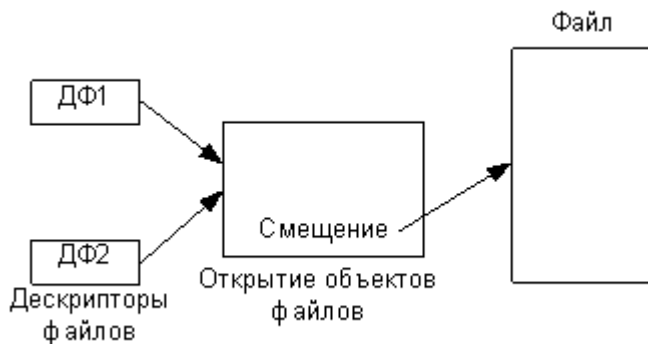 Файл
ДФ1
Смещение
ДФ2
Дескрипторы
файлов
Открытие объектов
файлов